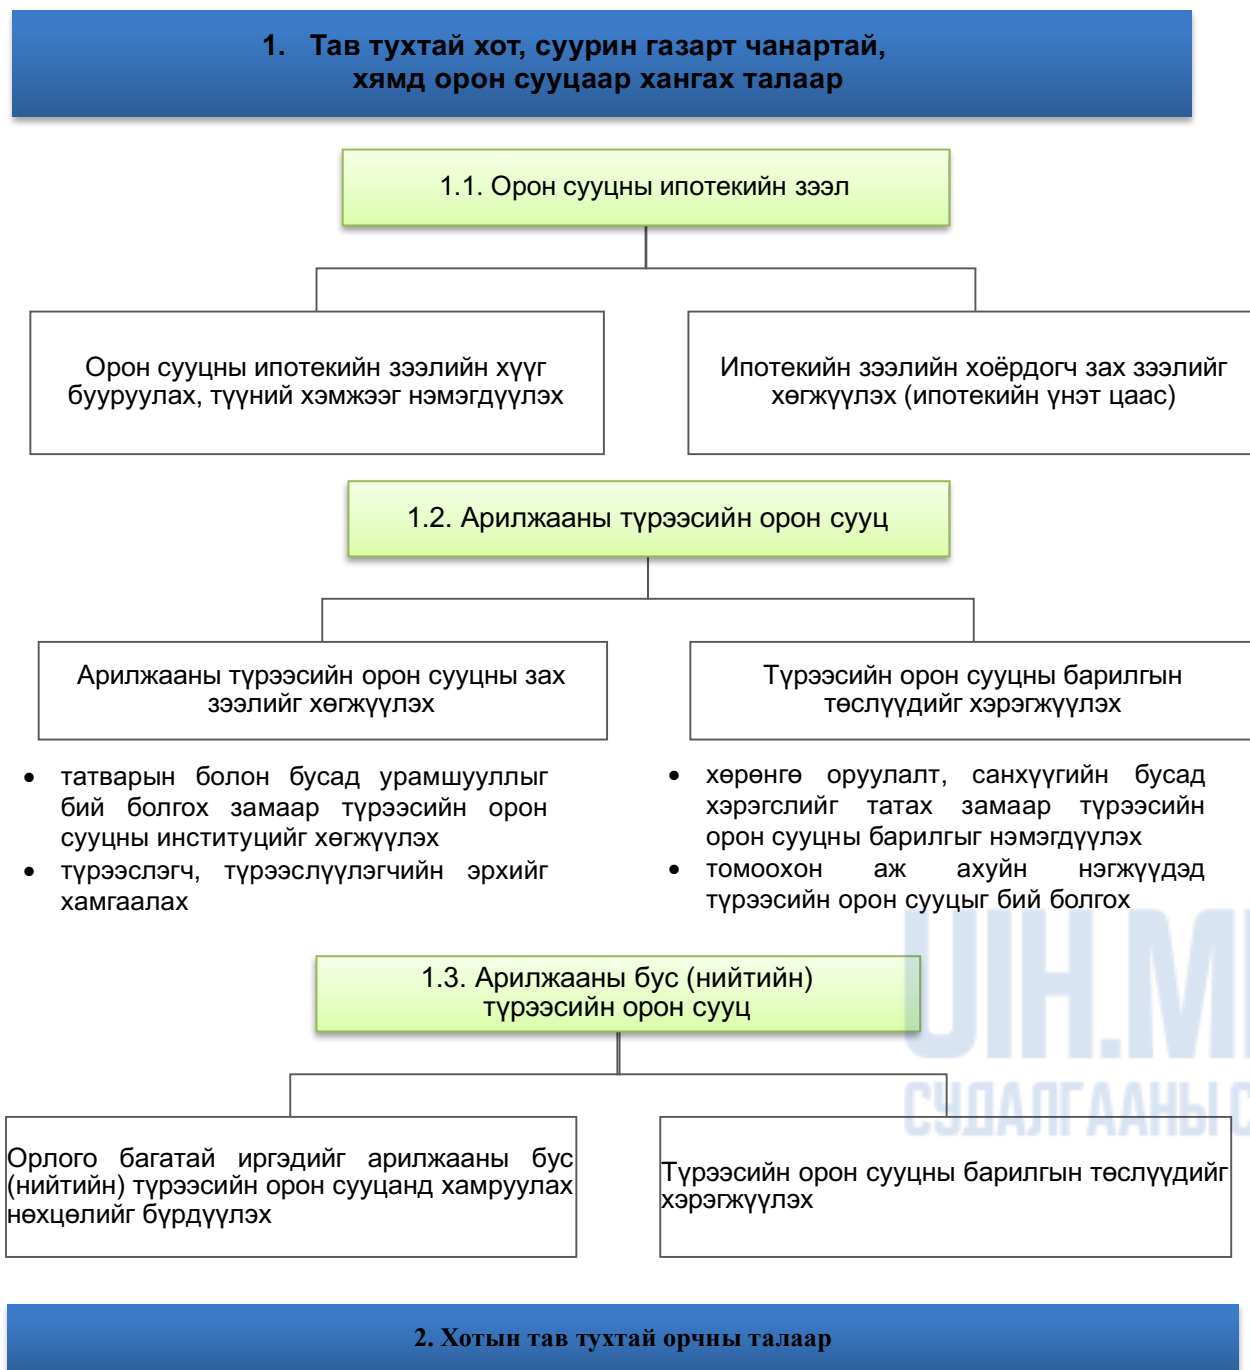 1. Тав тухтай хот, суурин газарт чанартай,
хямд орон сууцаар хангах талаар
1.1. Орон сууцны ипотекийн зээл
Орон сууцны ипотекийн зээлийн хүүг
бууруулах, түүний хэмжээг нэмэгдүүлэх
Ипотекийн зээлийн хоёрдогч зах зээлийг
хөгжүүлэх (ипотекийн үнэт цаас)
1.2. Арилжааны түрээсийн орон сууц
Арилжааны түрээсийн орон сууцны зах
зээлийг хөгжүүлэх
Түрээсийн орон сууцны барилгын
төслүүдийг хэрэгжүүлэх
• татварын болон бусад урамшууллыг
бий болгох замаар түрээсийн орон
сууцны институцийг хөгжүүлэх
• түрээслэгч, түрээслүүлэгчийн эрхийг
хамгаалах
• хөрөнгө оруулалт, санхүүгийн бусад
хэрэгслийг татах замаар түрээсийн
орон сууцны барилгыг нэмэгдүүлэх
• томоохон аж ахуйн нэгжүүдэд
түрээсийн орон сууцыг бий болгох
1.3. Арилжааны бус (нийтийн)
түрээсийн орон сууц
Орлого багатай иргэдийг арилжааны бус
(нийтийн) түрээсийн орон сууцанд хамруулах
нөхцөлийг бүрдүүлэх
Түрээсийн орон сууцны барилгын төслүүдийг
хэрэгжүүлэх
UIH.M
СУДАЛГААНЫ С
2. Хотын тав тухтай орчны талаар